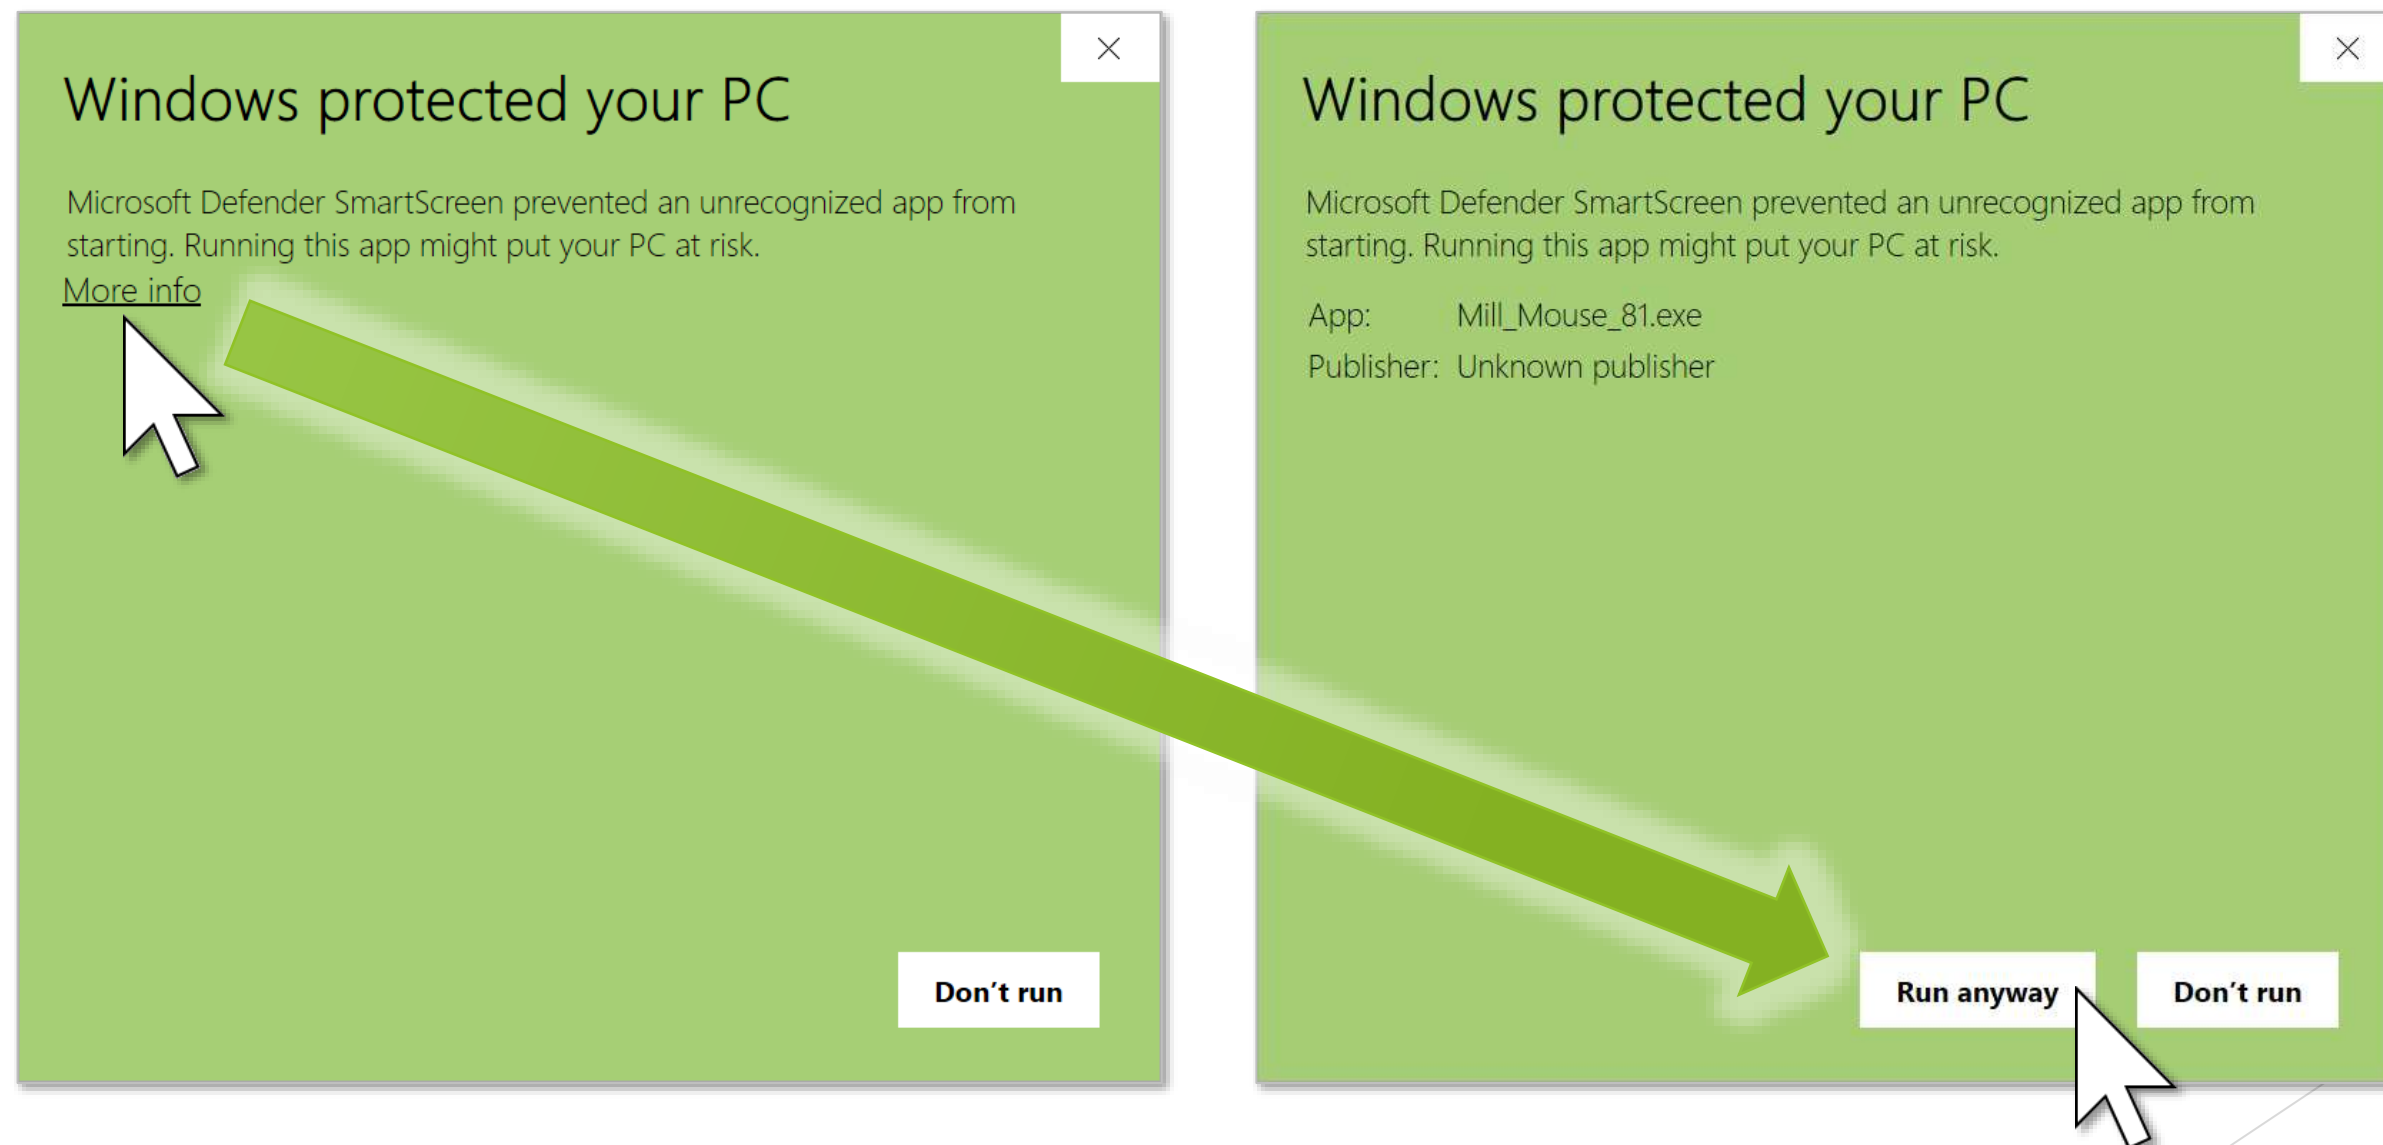 Windows protected your PC
Microsoft Defender SmartScreen prevented an unrecognized app from
starting. Running this app might put your PC at risk.
More info
Don't run
Windows protected your PC
Microsoft Defender SmartScreen prevented an unrecognized app from
starting. Running this app might put your PC at risk.
App: Mill_Mouse_81.exe
Publisher: Unknown publisher
Run anyway Don't run